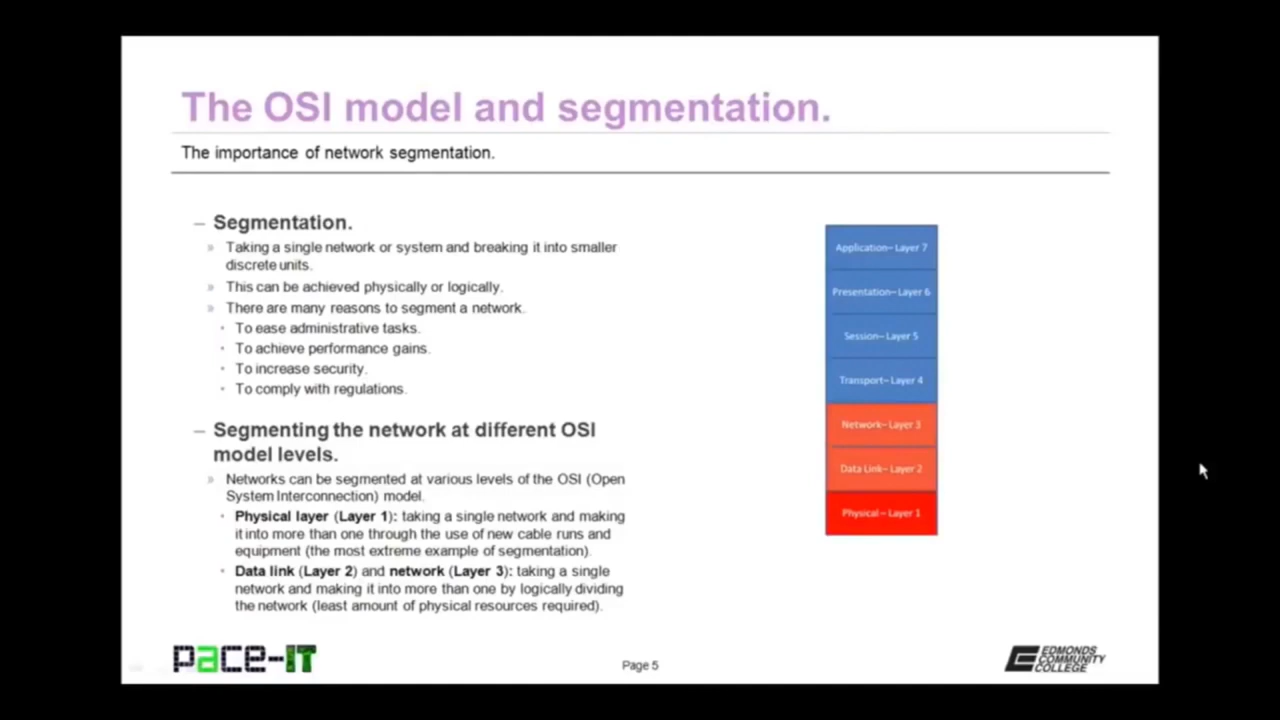 The OSI model and segmentation.
The importance of network segmentation.
– Segmentation.
» Taking a single network or system and breaking it into smaller
discrete units.
» This can be achieved physically or logically.
» There are many reasons to segment a network.
• To ease administrative tasks.
• To achieve performance gains.
• To increase security.
• To comply with regulations.
– Segmenting the network at different OSI
model levels.
» Networks can be segmented at various levels of the OSI (Open
System Interconnection) model.
• Physical layer (Layer 1): taking a single network and making
it into more than one through the use of new cable runs and
equipment (the most extreme example of segmentation).
• Data link (Layer 2) and network (Layer 3): taking a single
network and making it into more than one by logically dividing
the network (least amount of physical resources required).
Application– Layer 7
Presentation– Layer 6
Session– Layer 5
Transport– Layer 4
Network– Layer 3
Data Link– Layer 2
Physical – Layer 1
pace-IT
Page 5
EDMONDS
COMMUNITY
COLLEGE